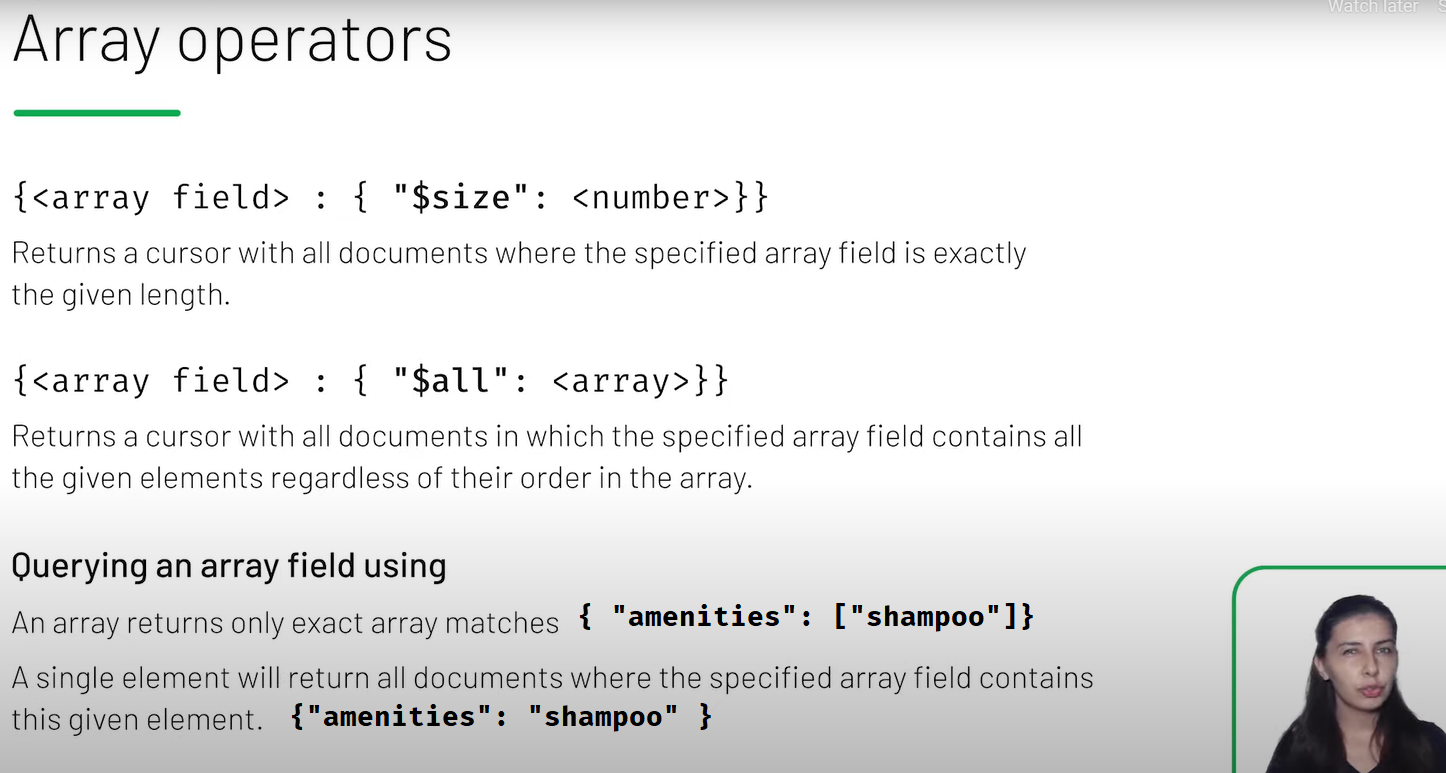 Watch later
Array operators
{<array field> : { "$size": <number>}}
Returns a cursor with all documents where the specified array field is exactly
the given length.
{<array field> : { "$all": <array>}}
Returns a cursor with all documents in which the specified array field contains all
the given elements regardless of their order in the array.
Querying an array field using
An array returns only exact array matches { "amenities": ["shampoo"]}
A single element will return all documents where the specified array field contains
this given element. {"amenities": "shampoo" }